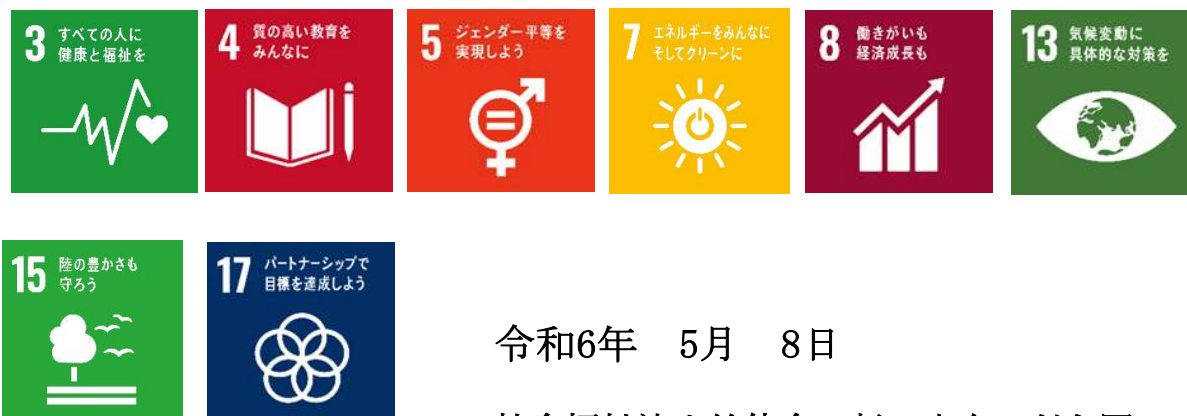 3 すべての人に
健康と福祉を
4 質の高い教育を
みんなに
5 ジェンダー平等を
実現しよう
7 エネルギーをみんなに
そしてクリーンに
8 働きがいも
経済成長も
13 気候変動に
具体的な対策を
15 陸の豊かさも
守ろう
17 パートナーシップで
目標を達成しよう
令和6年 5月 8日